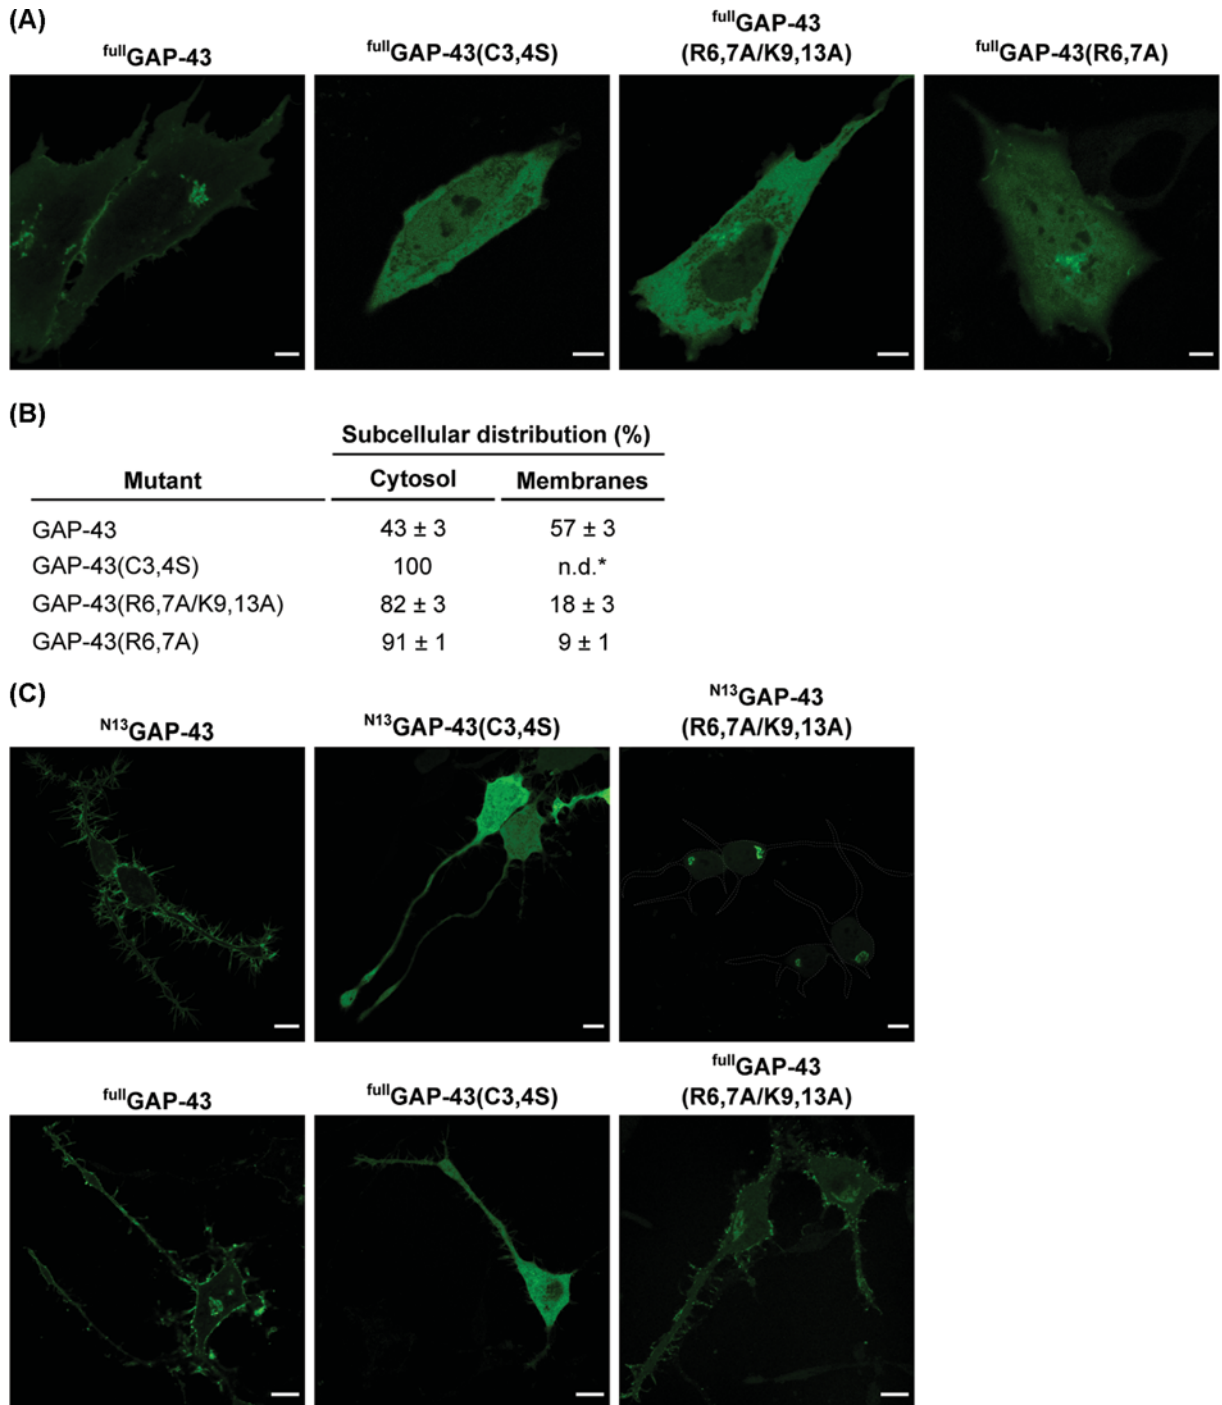 (A)
fullGAP-43
fullGAP-43(C3,4S)
fullGAP-43
(R6,7A/K9,13A)
fullGAP-43(R6,7A)
(B)
Subcellular distribution (%)
Mutant Cytosol Membranes
GAP-43 43 ± 3 57 ± 3
GAP-43(C3,4S) 100 n.d.*
GAP-43(R6,7A/K9,13A) 82 ± 3 18 ± 3
GAP-43(R6,7A) 91 ± 1 9 ± 1
(C)
N13GAP-43
N13GAP-43(C3,4S)
N13GAP-43
(R6,7A/K9,13A)
fullGAP-43
fullGAP-43(C3,4S)
fullGAP-43
(R6,7A/K9,13A)